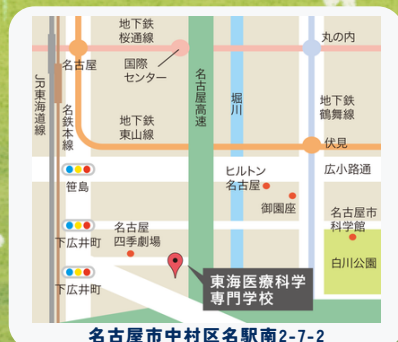 地下鉄
桜通線
丸の内
名古屋
国際
センター
JR東海道線
名鉄本線
名古屋高速
堀川
地下鉄
鶴舞線
地下鉄
東山線
伏見
広小路通
笹島
ヒルトン
名古屋
御園座
名古屋市
科学館
下広井町
名古屋
四季劇場
白川公園
下広井町
東海医療科学
専門学校
名古屋市中村区名駅南2-7-2